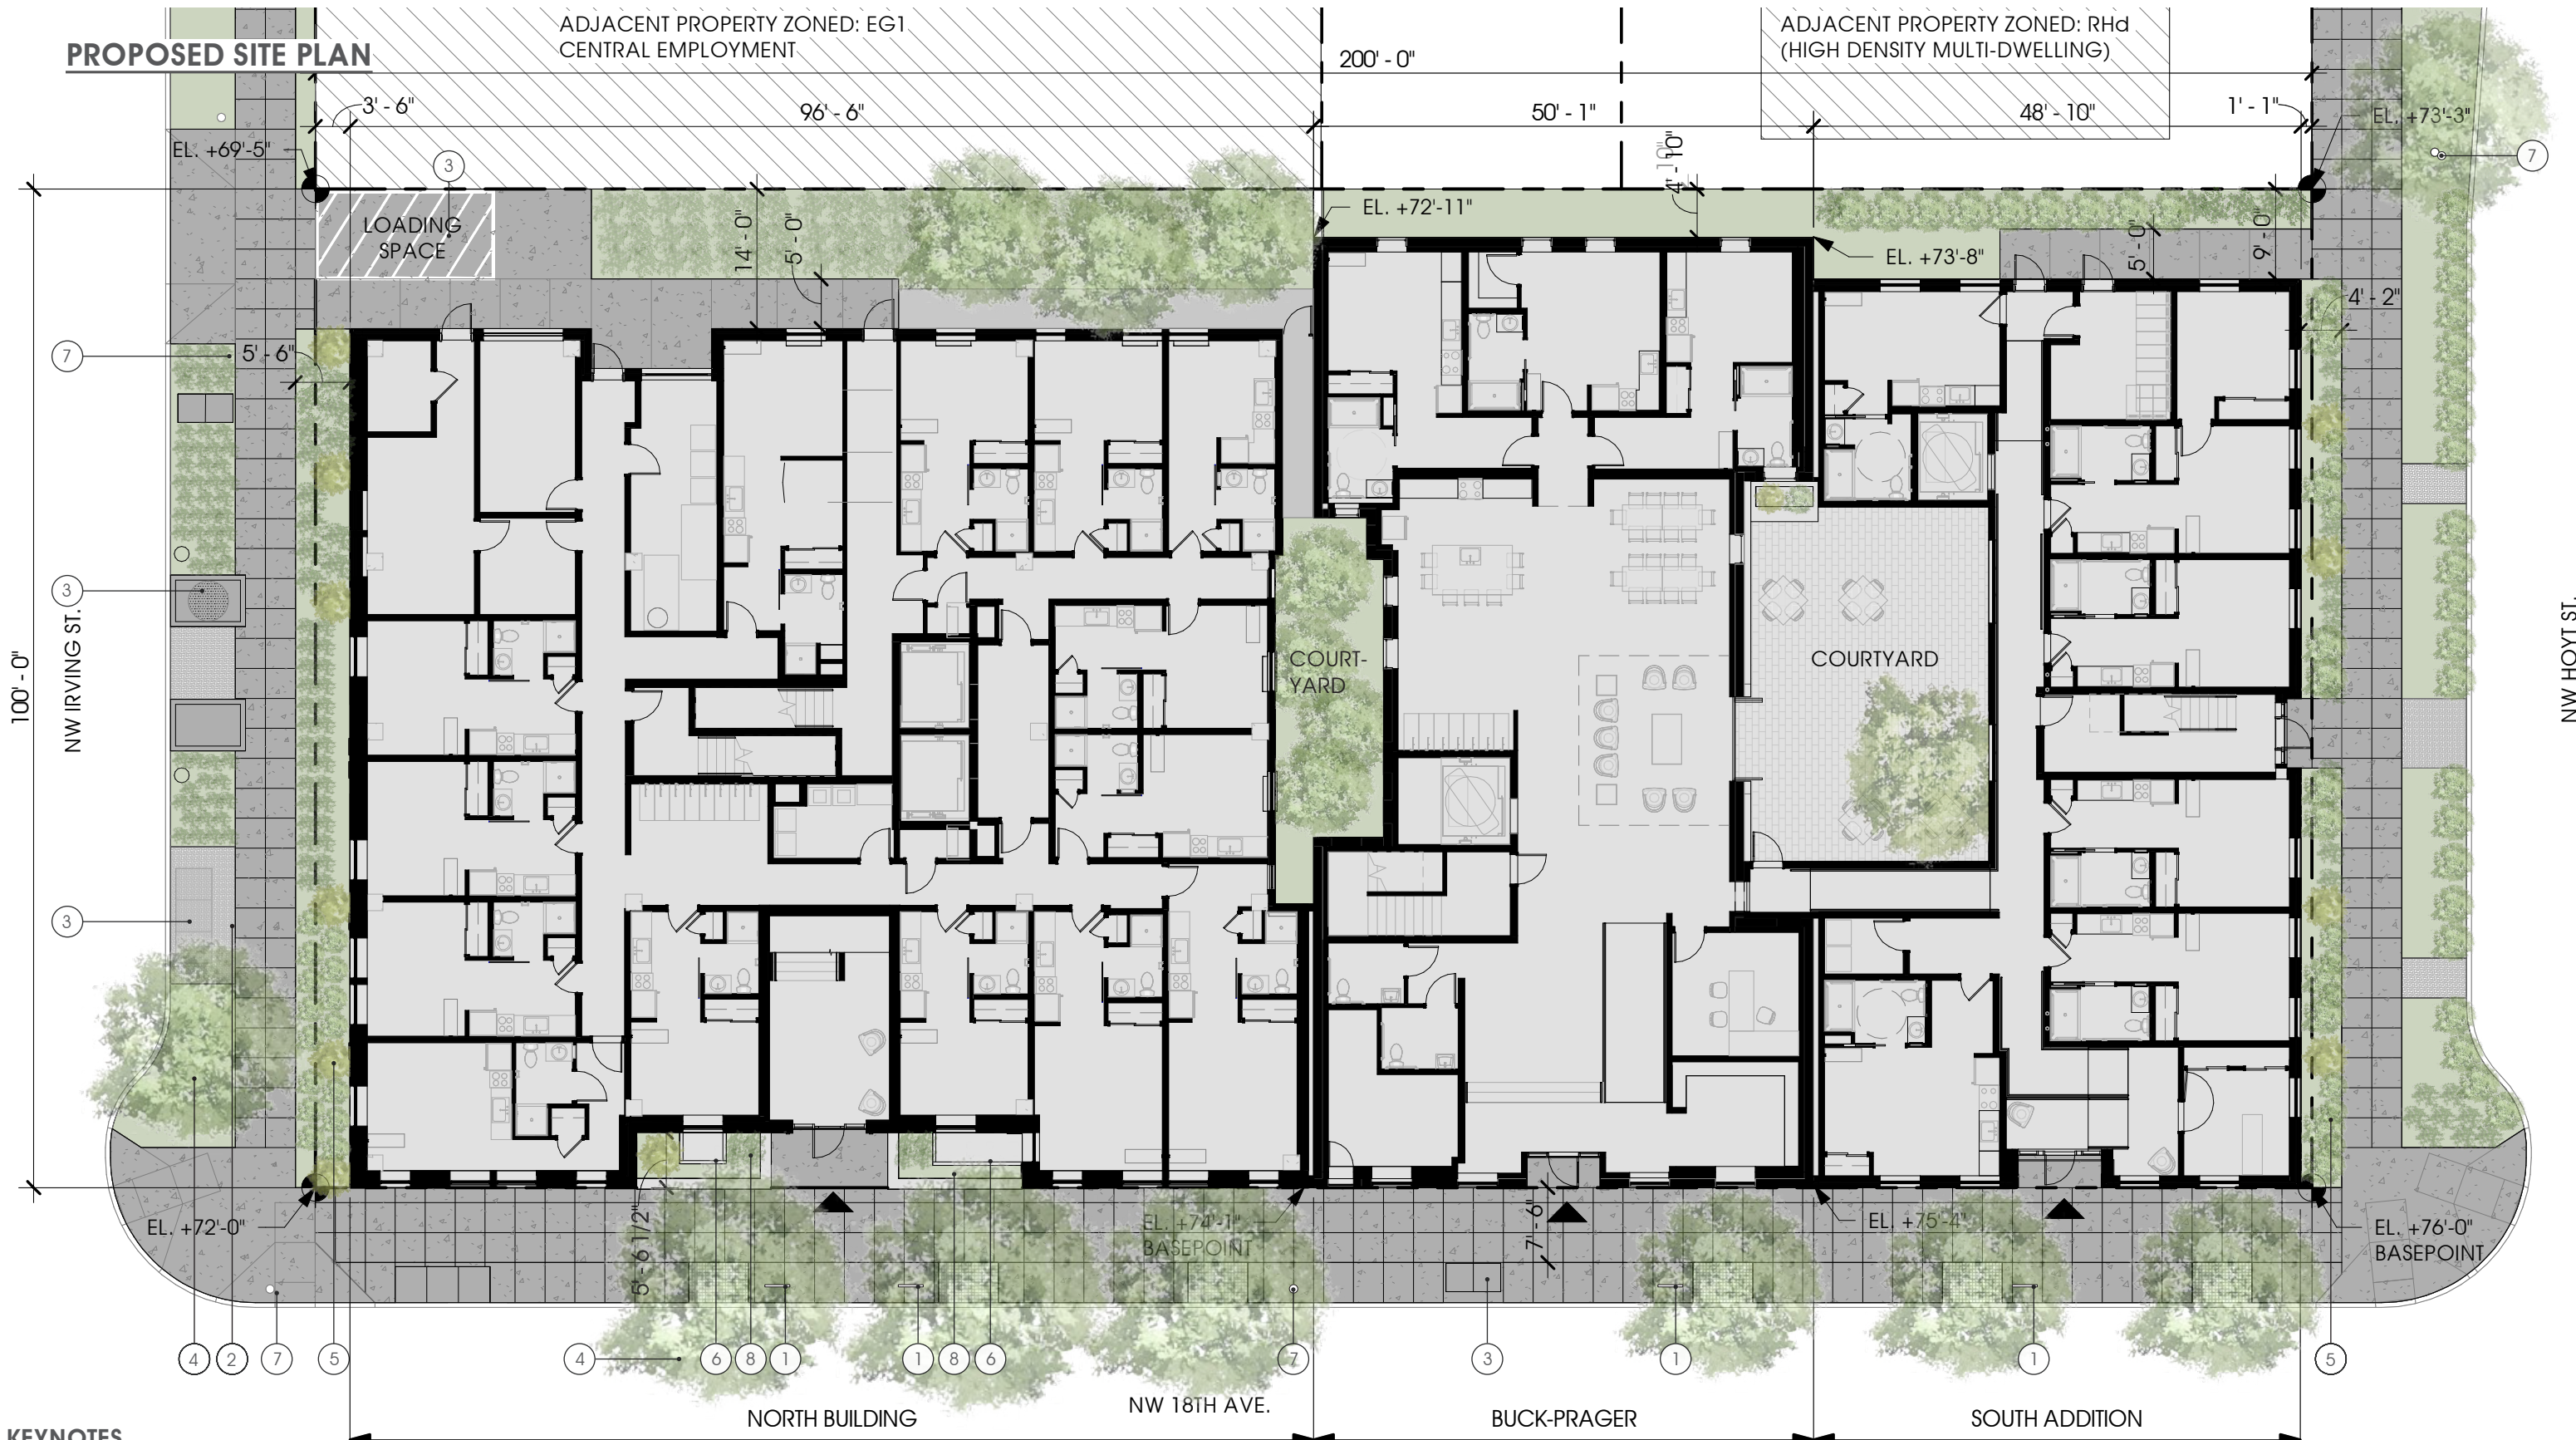 ADJACENT PROPERTY ZONED: EG1
CENTRAL EMPLOYMENT
ADJACENT PROPERTY ZONED: RHd
(HIGH DENSITY MULTI-DWELLING)
PROPOSED SITE PLAN
200' - 0"
3' - 6"
96' - 6"
50' - 1"
48' - 10"
1' - 1"
EL. +69'-5"
EL. +73'-3"
3
7
4' - 10"
LOADING
SPACE
14' - 0"
5' - 0"
EL. +72'-11"
EL. +73'-8"
5' - 0"
9' - 0"
4' - 2"
7
5' - 6"
3
NW IRVING ST.
100' - 0"
COURT-
YARD
COURTYARD
NW HOYT ST.
3
EL. +72'-0"
5' - 6 1/2"
EL. +74'-1"
BASEPOINT
7' - 6"
EL. +75'-4"
EL. +76'-0"
BASEPOINT
4
2
7
5
4
6
8
1
1
8
6
7
3
1
1
5
NW 18TH AVE.
NORTH BUILDING
BUCK-PRAGER
SOUTH ADDITION
KEYNOTES